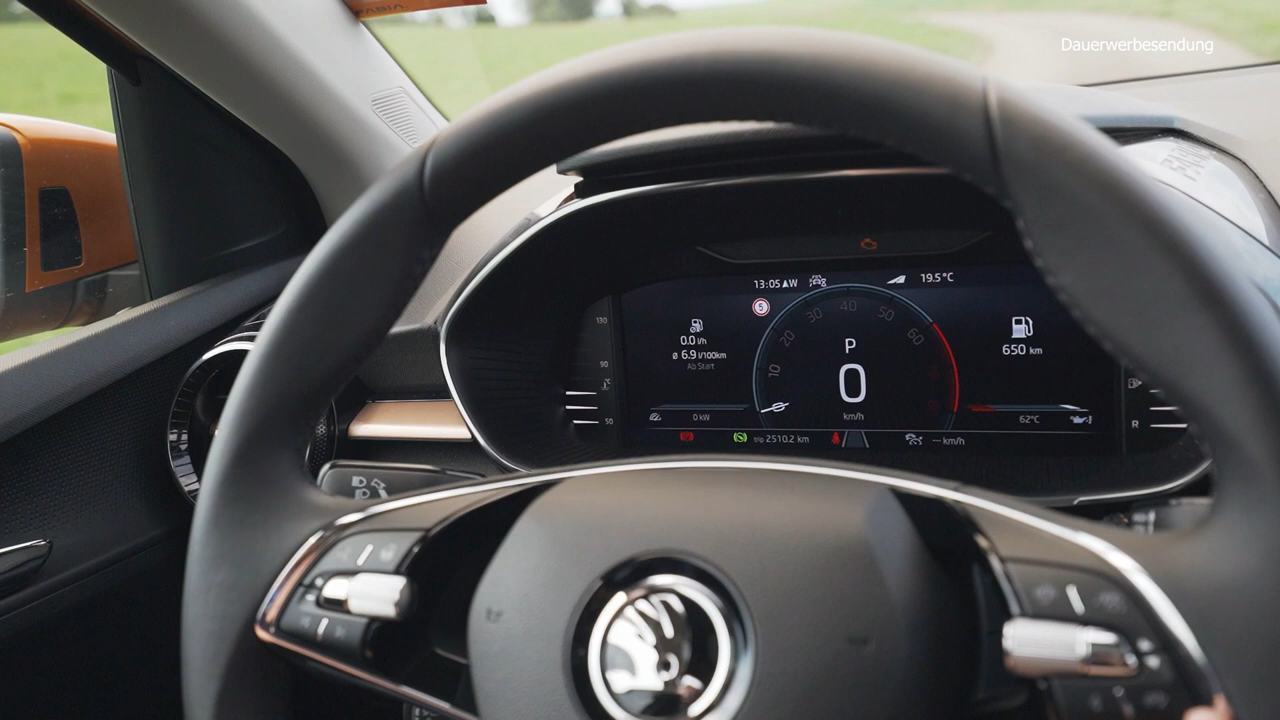 Dauerwerbesendung
13:05 ▲W
19.5°C
130
90
50
5
0.0 l/h
ø 6.9 l/100km
Ab Start
10
20
30
40
50
60
P
0
km/h
650 km
0 kW
62°C
R
trip 2510.2 km
--- km/h